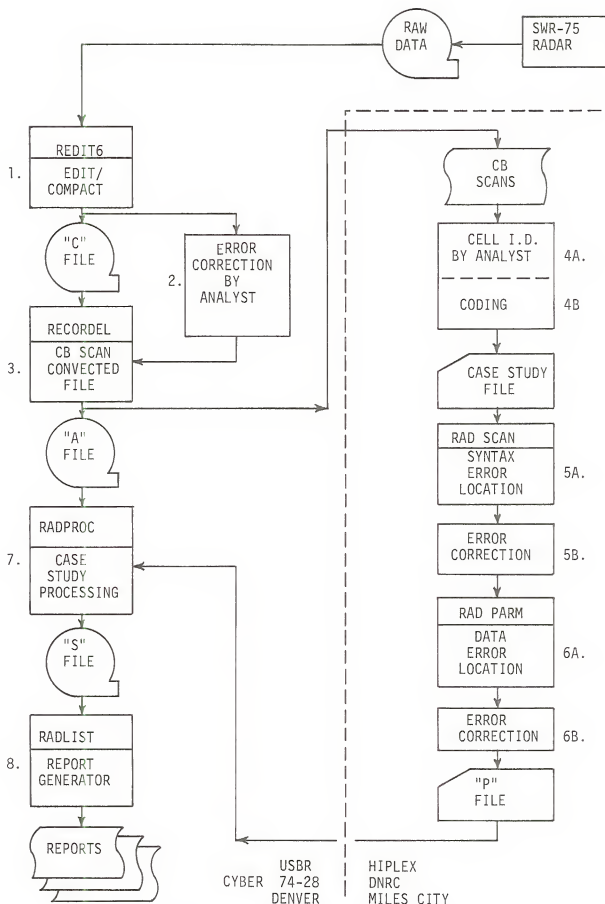 RAW
DATA
SWR-75
RADAR
1.
REDIT6
EDIT/
COMPACT
"C"
FILE
2.
ERROR
CORRECTION
BY
ANALYST
3.
RECORDEL
CB SCAN
CONVECTED
FILE
"A"
FILE
7.
RADPROC
CASE
STUDY
PROCESSING
"S"
FILE
8.
RADLIST
REPORT
GENERATOR
REPORTS
CB
SCANS
CELL I.D.
BY ANALYST
4A.
CODING
4B
CASE STUDY
FILE
RAD SCAN
SYNTAX
ERROR
LOCATION
5A.
ERROR
CORRECTION
5B.
RAD PARM
DATA
ERROR
LOCATION
6A.
ERROR
CORRECTION
6B.
"P"
FILE
USBR
CYBER 74-28
DENVER
HIPLEX
DNRC
MILES CITY